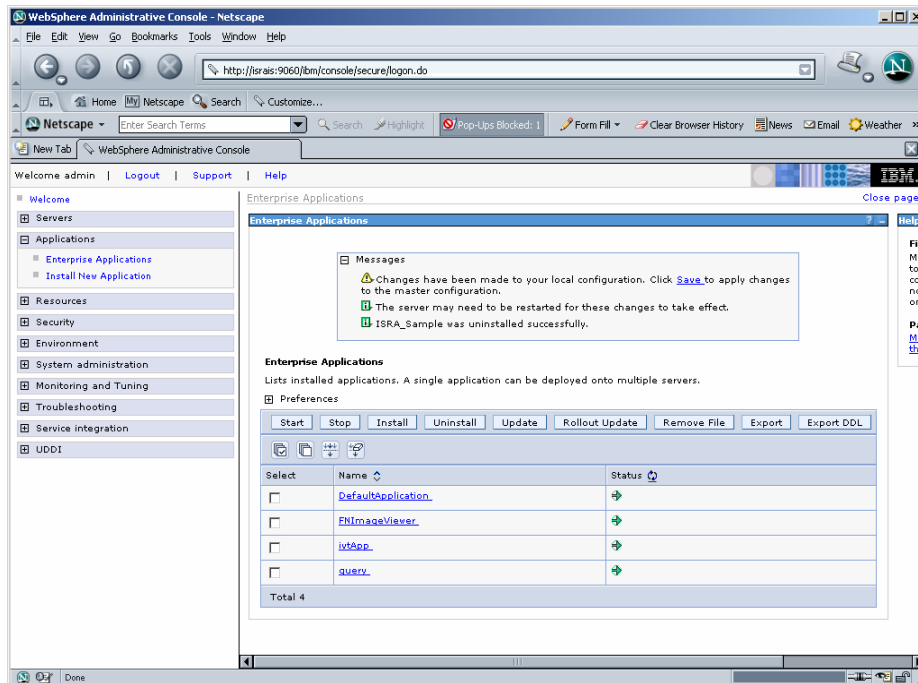 WebSphere Administrative Console - Netscape
File Edit View Go Bookmarks Tools Window Help
http://israis:9060/ibm/console/secure/logon.do
Home My Netscape Search Customize...
Netscape Enter Search Terms Search Highlight Pop-Ups Blocked: 1 Form Fill Clear Browser History News Email Weather
New Tab WebSphere Administrative Console
Welcome admin | Logout | Support | Help IBM.
Welcome
Servers
Applications
Enterprise Applications
Install New Application
Resources
Security
Environment
System administration
Monitoring and Tuning
Troubleshooting
Service integration
UDDI
Enterprise Applications Close page
Enterprise Applications ? Help
Messages
Changes have been made to your local configuration. Click Save to apply changes
to the master configuration.
The server may need to be restarted for these changes to take effect.
ISRA_Sample was uninstalled successfully.
Enterprise Applications
Lists installed applications. A single application can be deployed onto multiple servers.
Preferences
Start Stop Install Uninstall Update Rollout Update Remove File Export Export DDL
Select Name Status
DefaultApplication
FNImageViewer
ivtApp
query
Total 4
Done